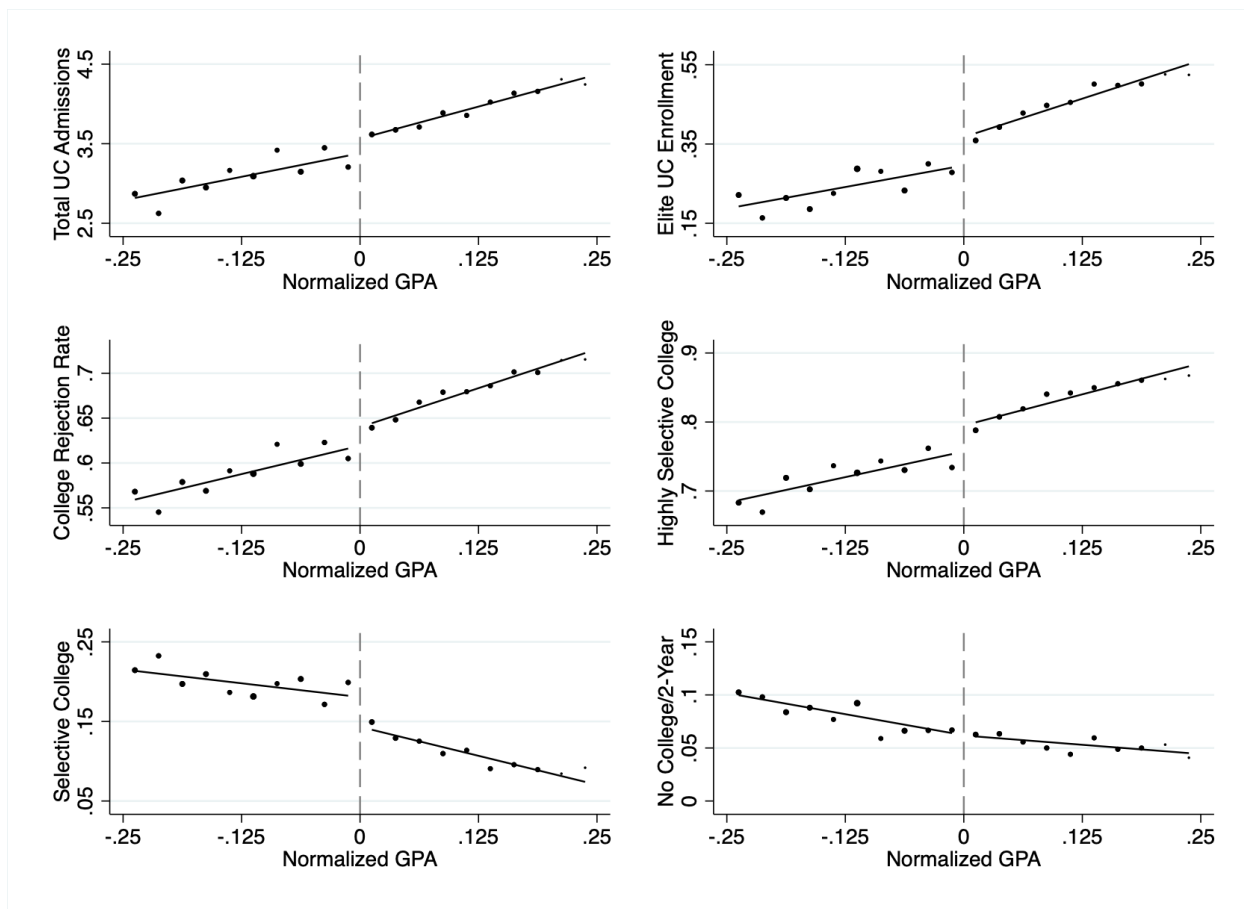 Total UC Admissions
4.5
3.5
2.5
-.25 -.125 0 .125 .25
Normalized GPA
Elite UC Enrollment
.55
.35
.15
-.25 -.125 0 .125 .25
Normalized GPA
College Rejection Rate
.7
.65
.6
.55
-.25 -.125 0 .125 .25
Normalized GPA
Highly Selective College
.9
.8
.7
-.25 -.125 0 .125 .25
Normalized GPA
Selective College
.25
.15
.05
-.25 -.125 0 .125 .25
Normalized GPA
No College/2-Year
.15
.1
.05
0
-.25 -.125 0 .125 .25
Normalized GPA